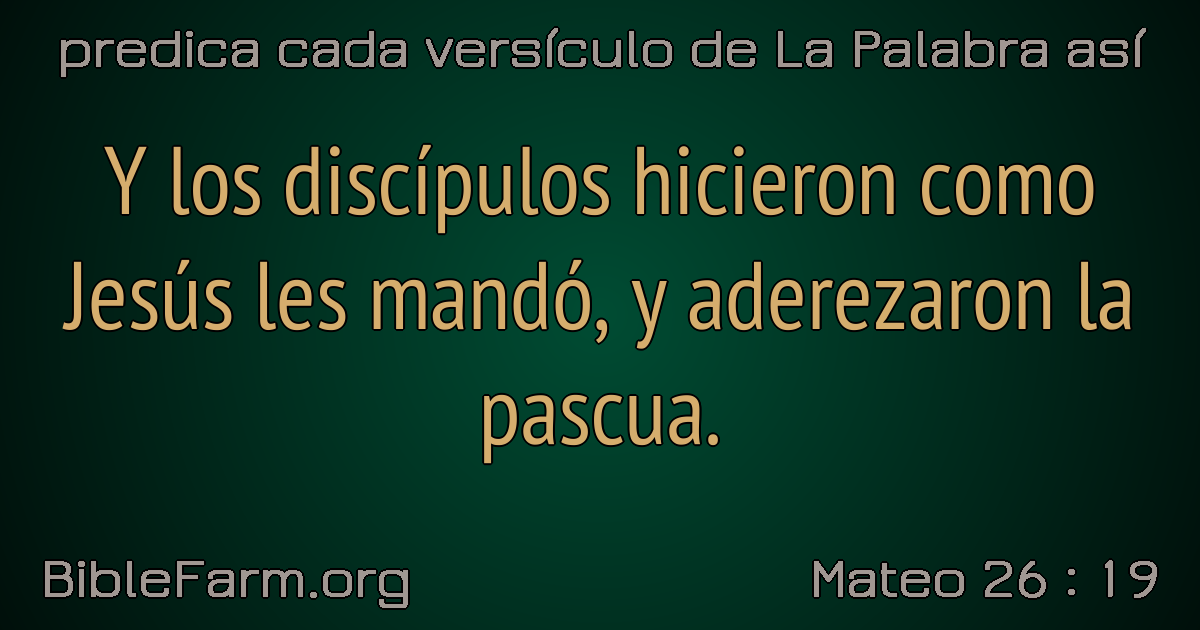 predica cada versículo de La Palabra así
Y los discípulos hicieron como
Jesús les mandó, y aderezaron la
pascua.
BibleFarm.org
Mateo 26 : 19